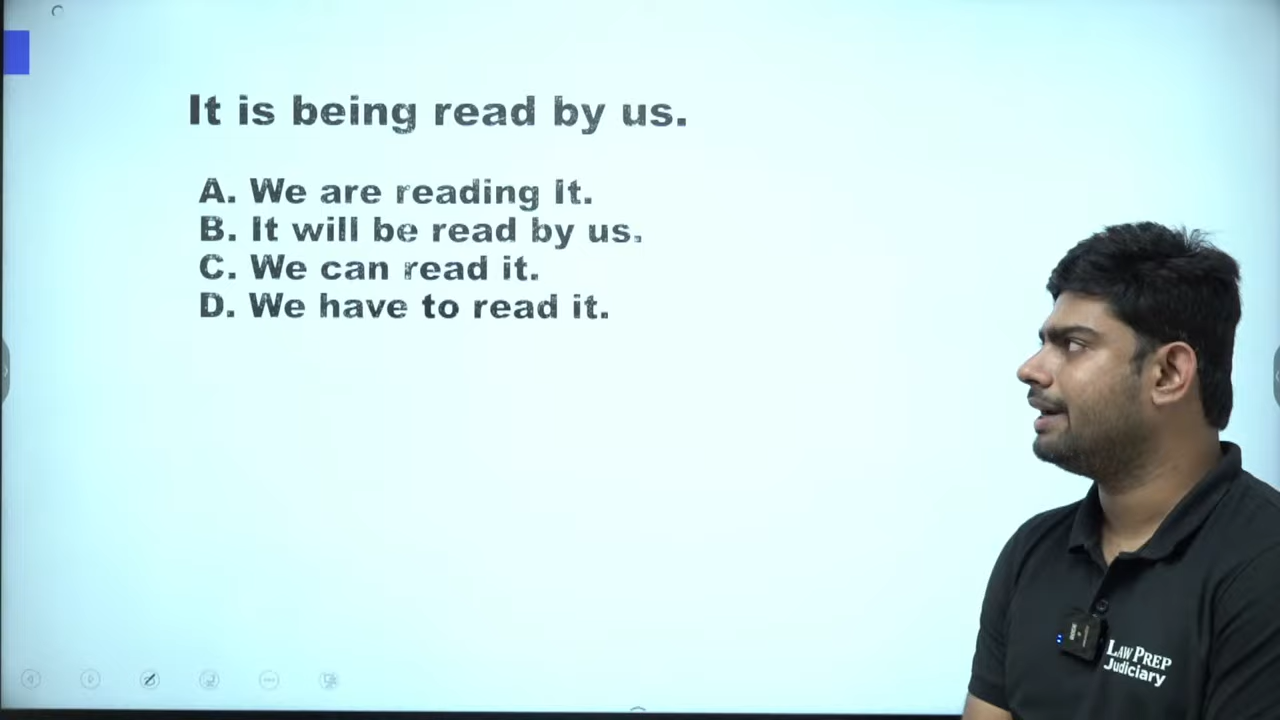 It is being read by us.
A. We are reading it.
B. It will be read by us.
C. We can read it.
D. We have to read it.
LAW PREP
Judiciary